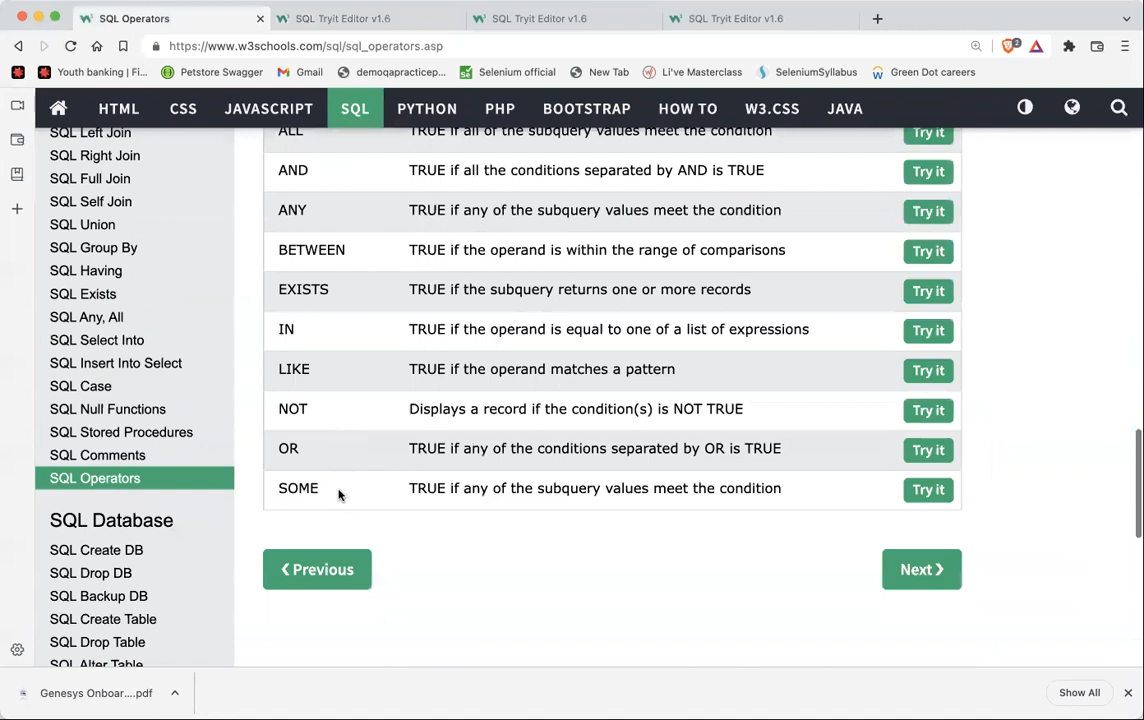 SQL Operators
SQL Tryit Editor v1.6
SQL Tryit Editor v1.6
SQL Tryit Editor v1.6
https://www.w3schools.com/sql/sql_operators.asp
2
Youth banking | Fi...
Petstore Swagger
Gmail
demoqapracticep...
Selenium official
New Tab
Li've Masterclass
SeleniumSyllabus
Green Dot careers
HTML
CSS
JAVASCRIPT
SQL
PYTHON
PHP
BOOTSTRAP
HOW TO
W3.CSS
JAVA
SQL Left Join
SQL Right Join
SQL Full Join
SQL Self Join
SQL Union
SQL Group By
SQL Having
SQL Exists
SQL Any, All
SQL Select Into
SQL Insert Into Select
SQL Case
SQL Null Functions
SQL Stored Procedures
SQL Comments
SQL Operators
SQL Database
SQL Create DB
SQL Drop DB
SQL Backup DB
SQL Create Table
SQL Drop Table
SQL Alter Table
ALL TRUE if all of the subquery values meet the condition Try it
AND TRUE if all the conditions separated by AND is TRUE Try it
ANY TRUE if any of the subquery values meet the condition Try it
BETWEEN TRUE if the operand is within the range of comparisons Try it
EXISTS TRUE if the subquery returns one or more records Try it
IN TRUE if the operand is equal to one of a list of expressions Try it
LIKE TRUE if the operand matches a pattern Try it
NOT Displays a record if the condition(s) is NOT TRUE Try it
OR TRUE if any of the conditions separated by OR is TRUE Try it
SOME TRUE if any of the subquery values meet the condition Try it
❮ Previous
Next ❯
Genesys Onboar....pdf
Show All